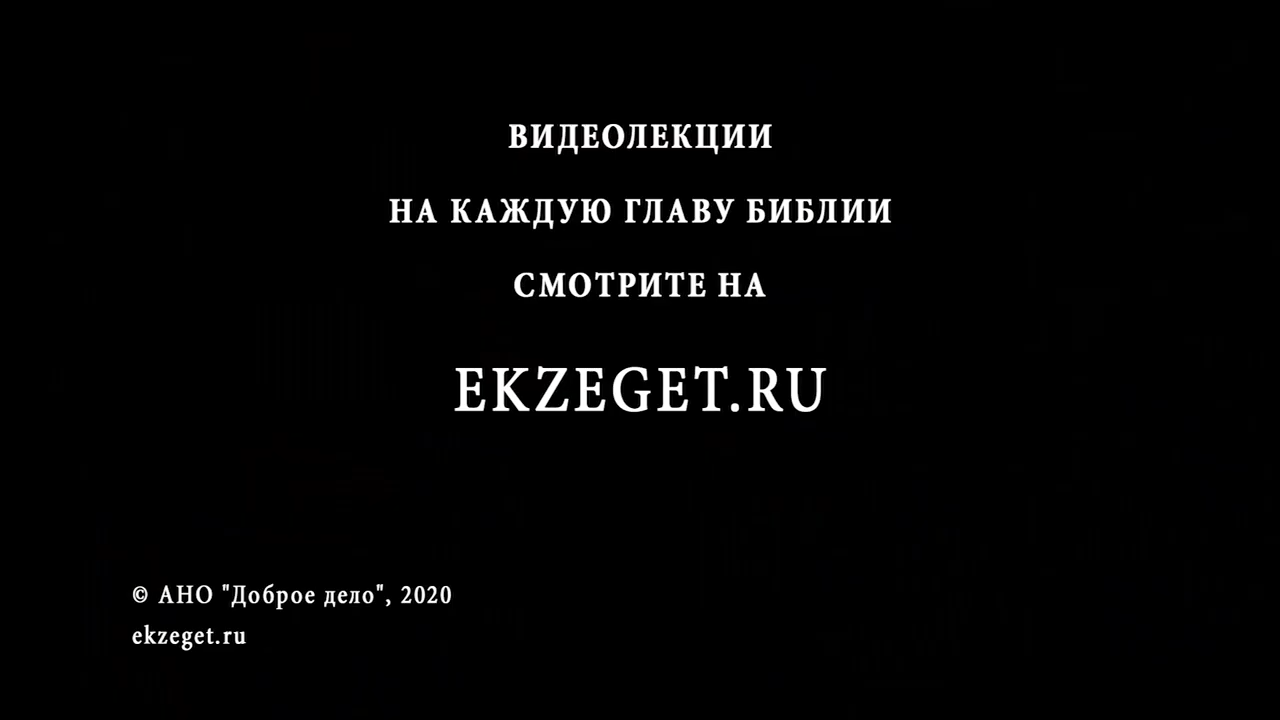 ВИДЕОЛЕКЦИИ
НА КАЖДУЮ ГЛАВУ БИБЛИИ
СМОТРИТЕ НА
EKZEGET.RU
© АНО "Доброе дело", 2020
ekzeget.ru